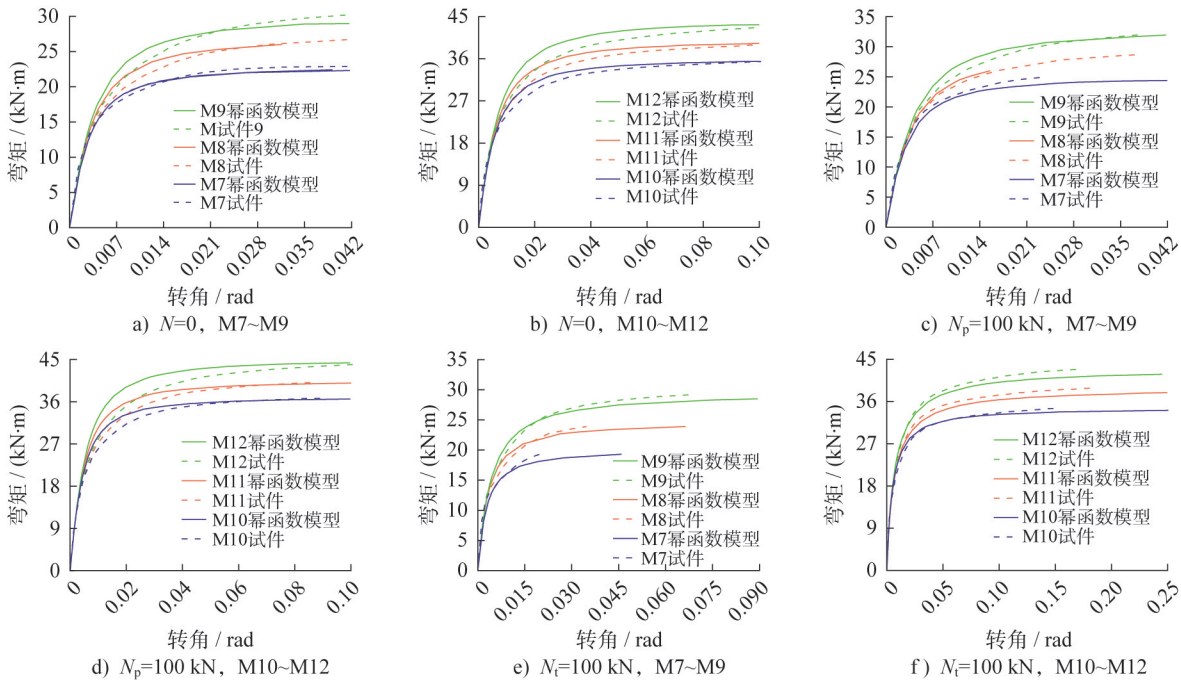 30
25
20
15
10
5
0
弯矩 / (kN·m)
M9幂函数模型
M试件9
M8幂函数模型
M8试件
M7幂函数模型
M7试件
0
0.007
0.014
0.021
0.028
0.035
0.042
转角 / rad
a) N=0，M7~M9
45
36
27
18
9
0
弯矩 / (kN·m)
M12幂函数模型
M12试件
M11幂函数模型
M11试件
M10幂函数模型
M10试件
0
0.02
0.04
0.06
0.08
0.10
转角 / rad
b) N=0，M10~M12
35
30
25
20
15
10
5
0
弯矩 / (kN·m)
M9幂函数模型
M9试件
M8幂函数模型
M8试件
M7幂函数模型
M7试件
0
0.007
0.014
0.021
0.028
0.035
0.042
转角 / rad
c) Np=100 kN，M7~M9
45
36
27
18
9
0
弯矩 / (kN·m)
M12幂函数模型
M12试件
M11幂函数模型
M11试件
M10幂函数模型
M10试件
0
0.02
0.04
0.06
0.08
0.10
转角 / rad
d) Np=100 kN，M10~M12
35
30
25
20
15
10
5
0
弯矩 / (kN·m)
M9幂函数模型
M9试件
M8幂函数模型
M8试件
M7幂函数模型
M7试件
0
0.015
0.030
0.045
0.060
0.075
0.090
转角 / rad
e) Nt=100 kN，M7~M9
45
36
27
18
9
0
弯矩 / (kN·m)
M12幂函数模型
M12试件
M11幂函数模型
M11试件
M10幂函数模型
M10试件
0
0.05
0.10
0.15
0.20
0.25
转角 / rad
f) Nt=100 kN，M10~M12